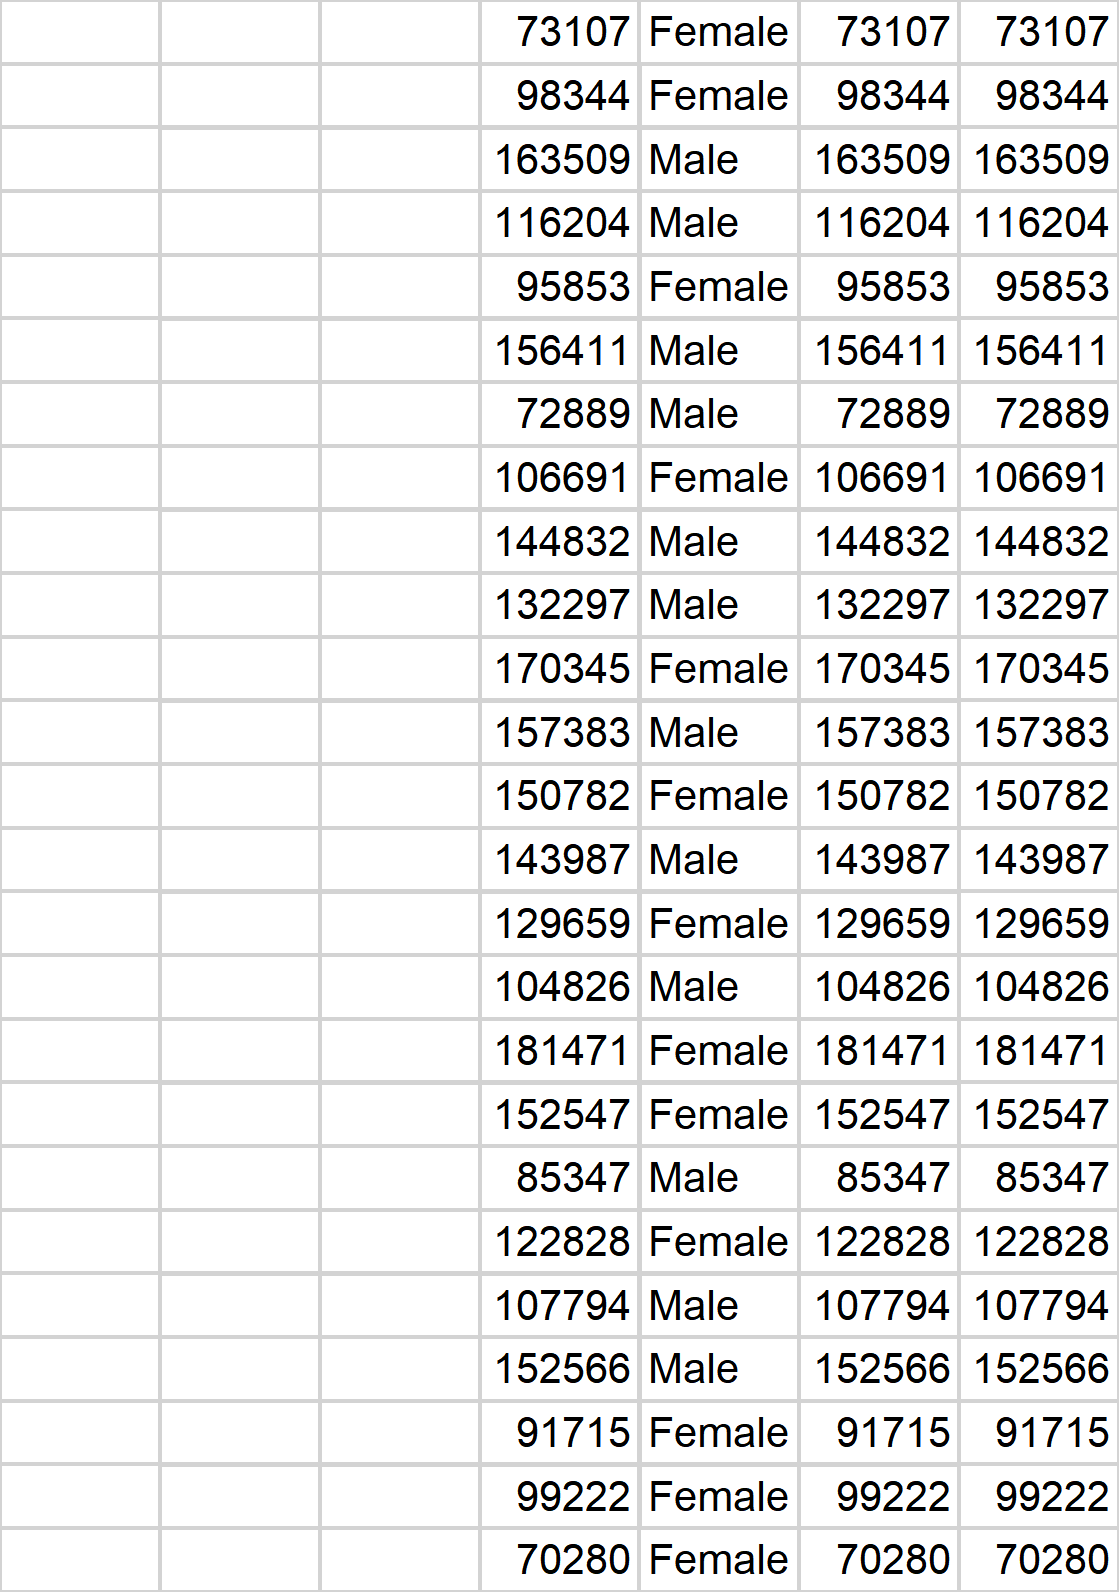 73107 Female 73107 73107
98344 Female 98344 98344
163509 Male 163509 163509
116204 Male 116204 116204
95853 Female 95853 95853
156411 Male 156411 156411
72889 Male 72889 72889
106691 Female 106691 106691
144832 Male 144832 144832
132297 Male 132297 132297
170345 Female 170345 170345
157383 Male 157383 157383
150782 Female 150782 150782
143987 Male 143987 143987
129659 Female 129659 129659
104826 Male 104826 104826
181471 Female 181471 181471
152547 Female 152547 152547
85347 Male 85347 85347
122828 Female 122828 122828
107794 Male 107794 107794
152566 Male 152566 152566
91715 Female 91715 91715
99222 Female 99222 99222
70280 Female 70280 70280